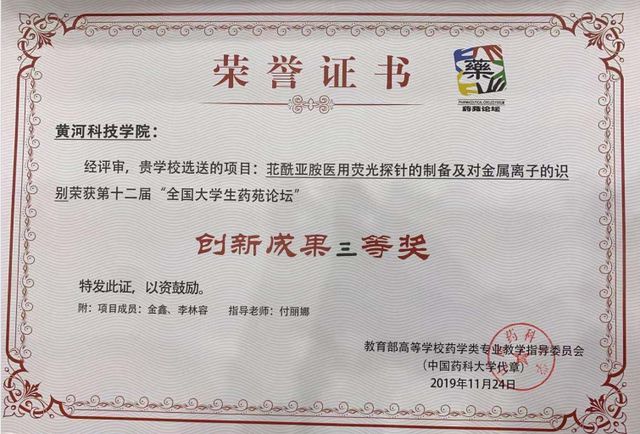 荣誉证书
藥
PHARMACEUTICAL COLLEGE FORUM
药苑论坛
黄河科技学院：
经评审，贵学校选送的项目：苝酰亚胺医用荧光探针的制备及对金属离子的识
别荣获第十二届“全国大学生药苑论坛”
创新成果三等奖
特发此证，以资鼓励。
附：项目成员：金鑫、李林容 指导老师：付丽娜
教育部高等学校药学类专业教学指导委员会
（中国药科大学代章）
2019年11月24日